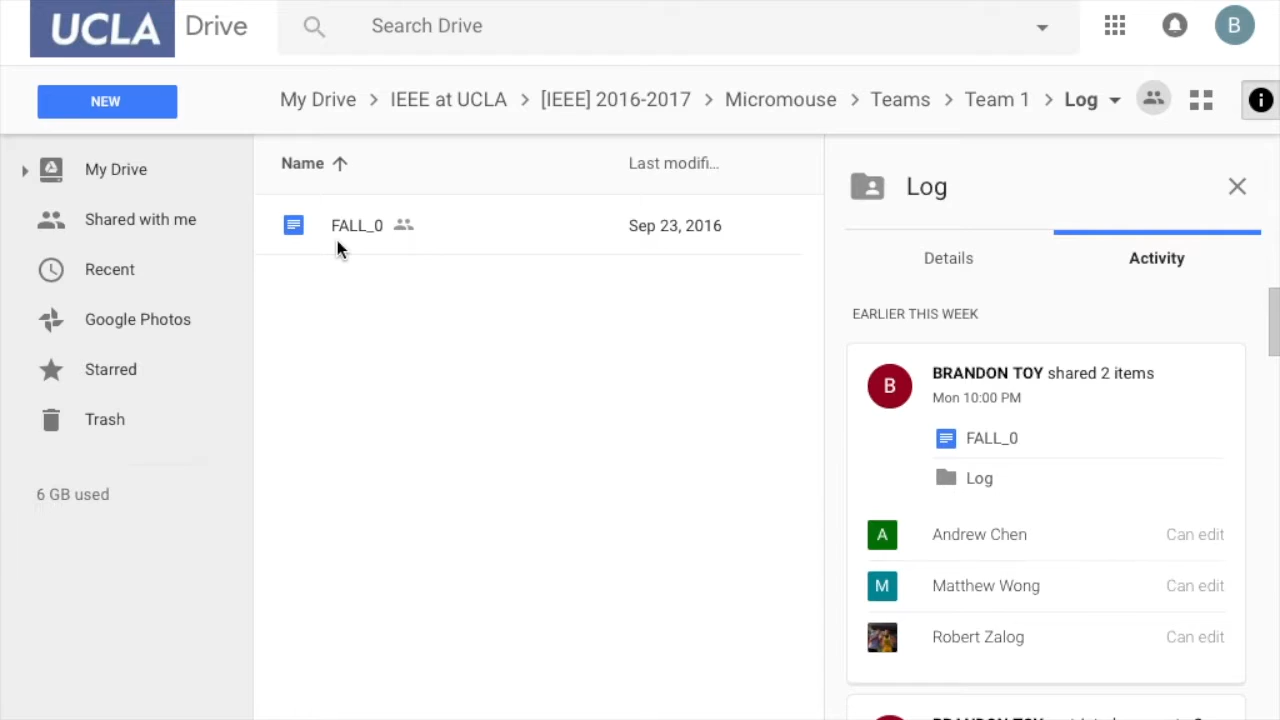 UCLA Drive Search Drive B
NEW My Drive > IEEE at UCLA > [IEEE] 2016-2017 > Micromouse > Teams > Team 1 > Log
Name Last modifi...
My Drive
Shared with me
Recent
Google Photos
Starred
Trash
6 GB used
FALL_0 Sep 23, 2016
Log
Details Activity
EARLIER THIS WEEK
B BRANDON TOY shared 2 items
Mon 10:00 PM
FALL_0
Log
A Andrew Chen Can edit
M Matthew Wong Can edit
Robert Zalog Can edit